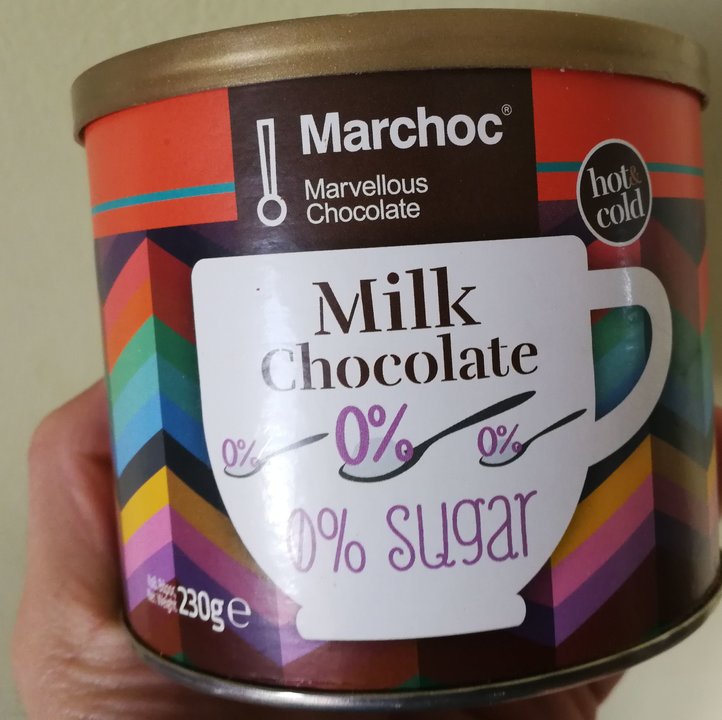 Marchoc®
Marvellous
Chocolate
hot&
cold
Milk
Chocolate
0% 0% 0%
0% sugar
230g e